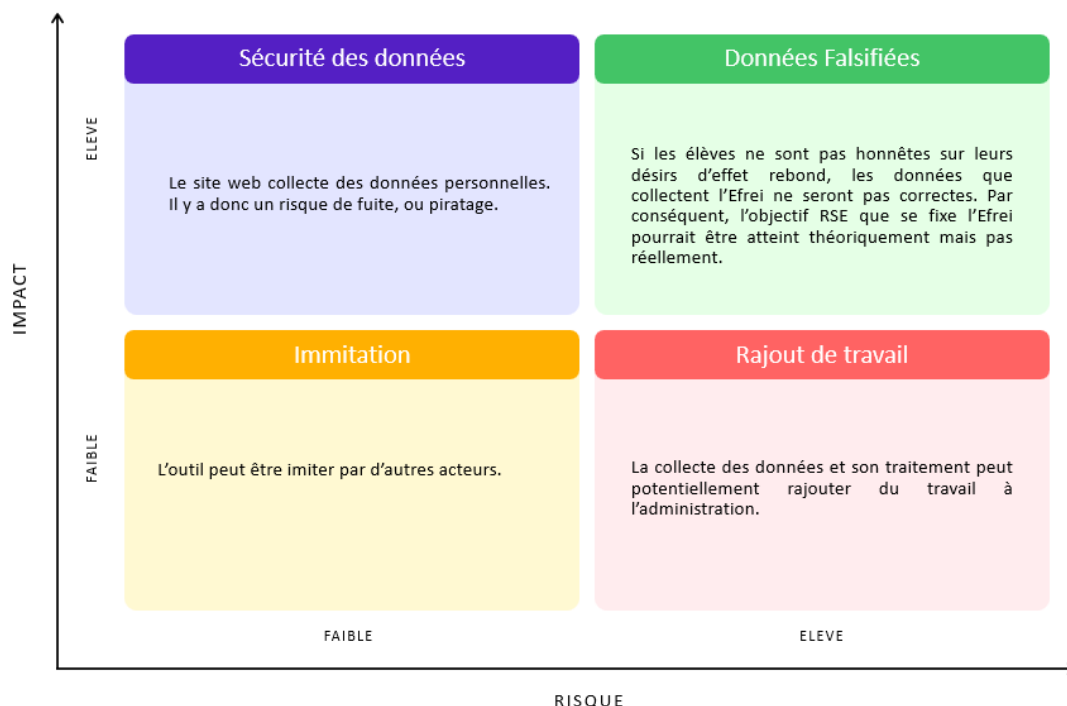 Sécurité des données
Données Falsifiées
ELEVE
Le site web collecte des données personnelles.
Il y a donc un risque de fuite, ou piratage.
Si les élèves ne sont pas honnêtes sur leurs
désirs d’effet rebond, les données que
collectent l’Efrei ne seront pas correctes. Par
conséquent, l’objectif RSE que se fixe l’Efrei
pourrait être atteint théoriquement mais pas
réellement.
IMPACT
Immitation
Rajout de travail
FAIBLE
L’outil peut être imiter par d’autres acteurs.
La collecte des données et son traitement peut
potentiellement rajouter du travail à
l’administration.
FAIBLE
ELEVE
RISQUE